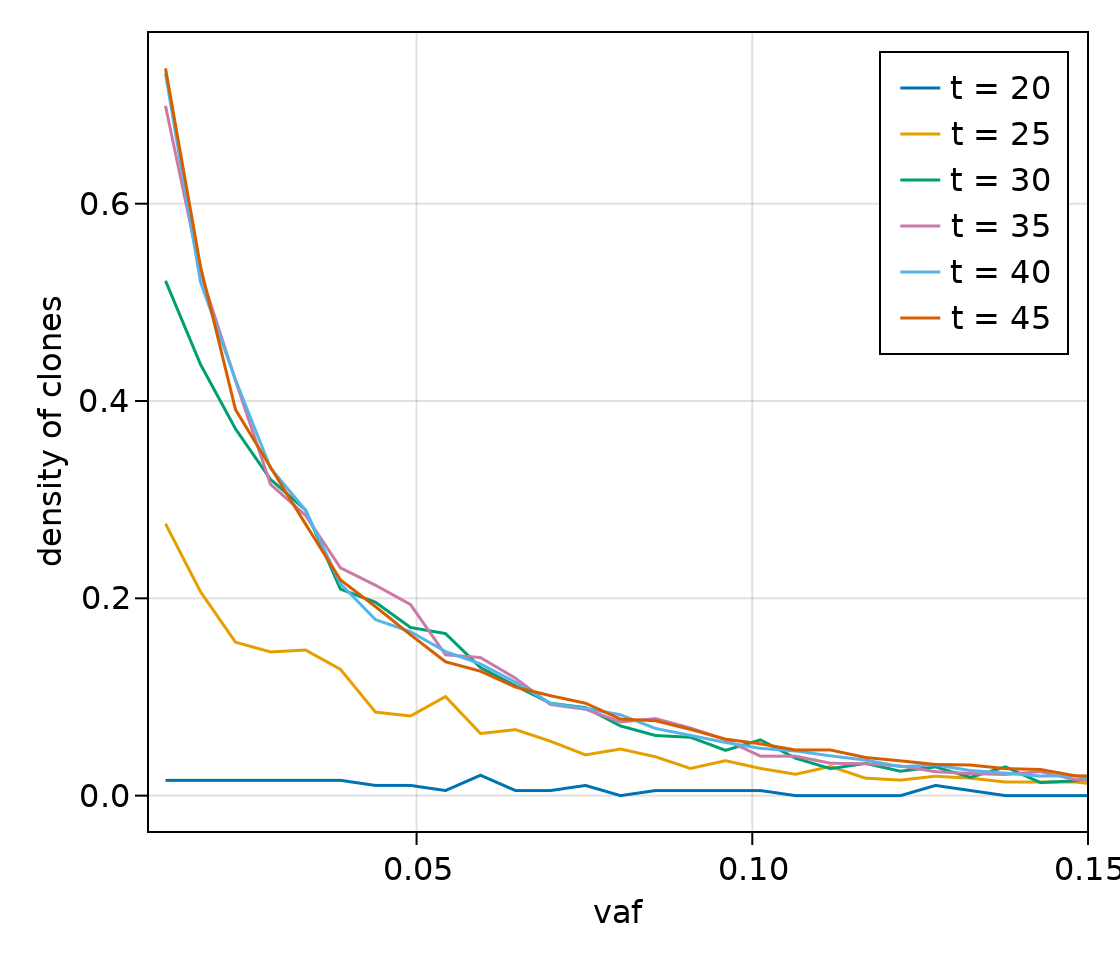 t = 20
t = 25
t = 30
t = 35
t = 40
t = 45
0.6
0.4
0.2
0.0
density of clones
0.05 0.10 0.15
vaf